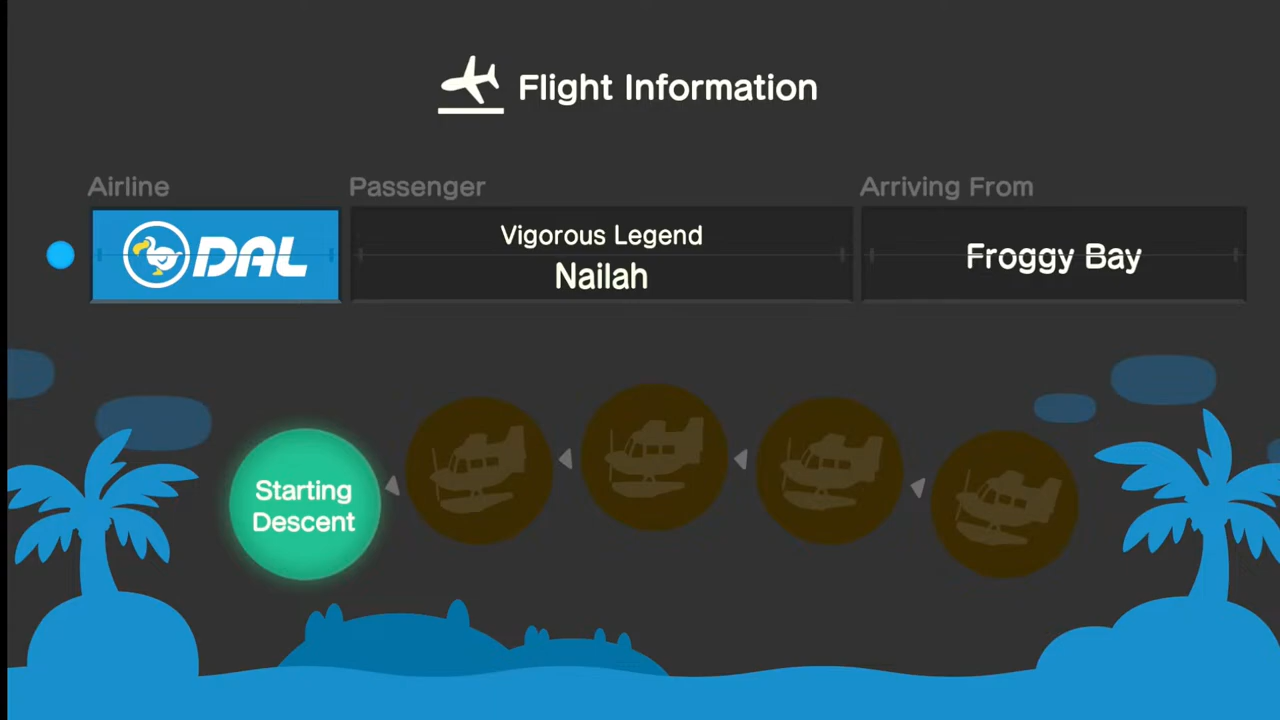 Flight Information
Airline
Passenger
Arriving From
DAL
Vigorous Legend
Nailah
Froggy Bay
Starting
Descent